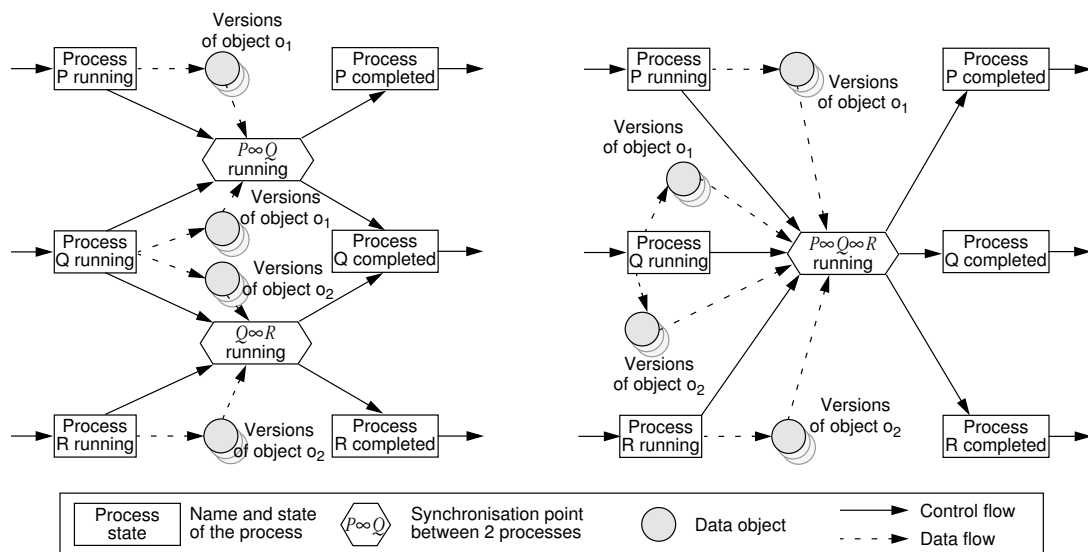 Versions
of object o1
Process
P running
Process
P completed
P∞Q
running
Versions
of object o1
Process
Q running
Process
Q completed
Versions
of object o2
Q∞R
running
Process
R running
Versions
of object o2
Process
R completed
Process
P running
Versions
of object o1
Process
P completed
Versions
of object o1
Process
Q running
P∞Q∞R
running
Process
Q completed
Versions
of object o2
Process
R running
Versions
of object o2
Process
R completed
Process
state
Name and state
of the process
P∞Q
Synchronisation point
between 2 processes
Data object
Control flow
Data flow